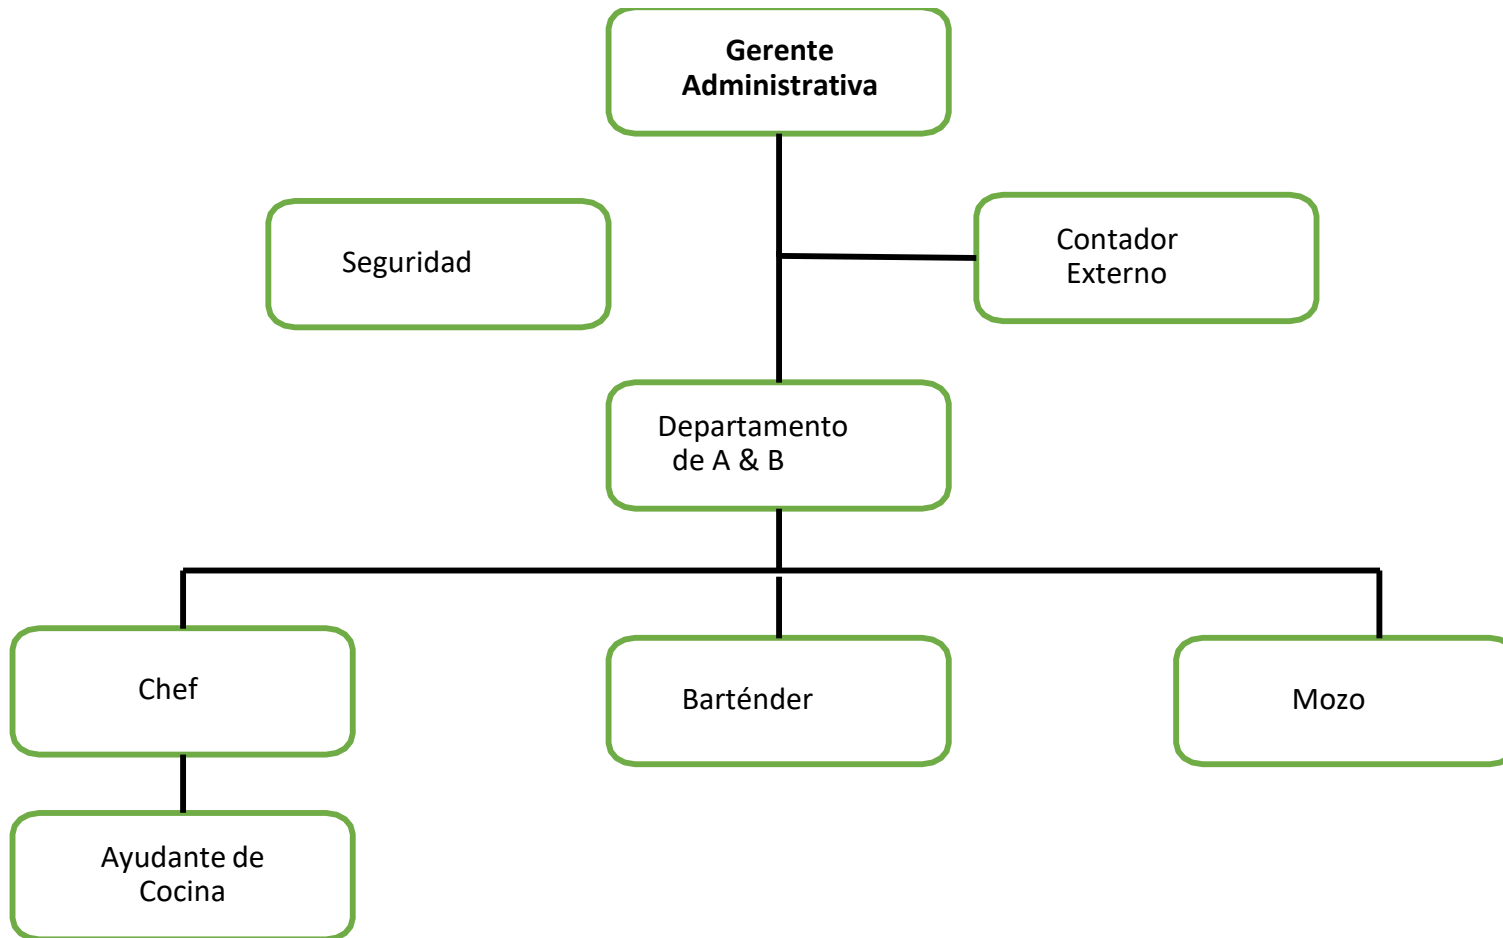 Gerente
Administrativa
Seguridad
Contador
Externo
Departamento
de A & B
Chef
Barténder
Mozo
Ayudante de
Cocina